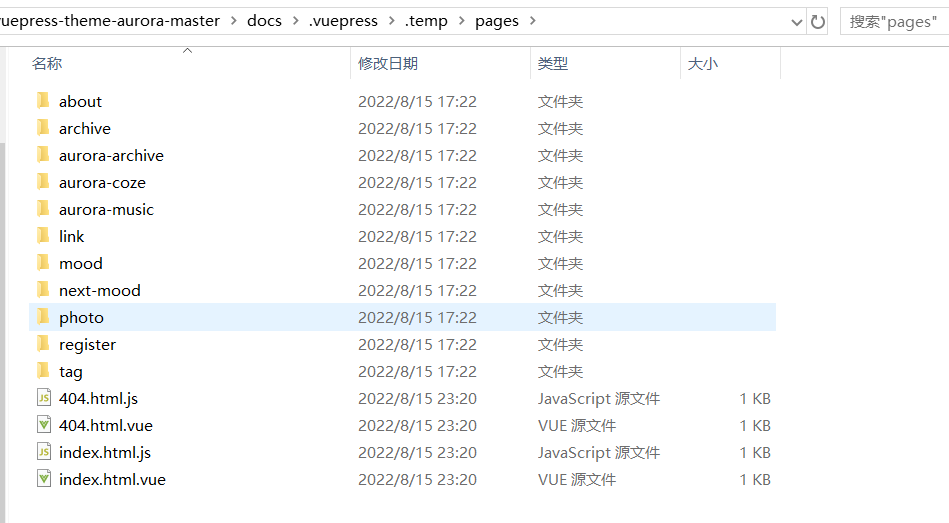 vuepress-theme-aurora-master > docs > .vuepress > .temp > pages > 搜索"pages"
名称 修改日期 类型 大小
about 2022/8/15 17:22 文件夹
archive 2022/8/15 17:22 文件夹
aurora-archive 2022/8/15 17:22 文件夹
aurora-coze 2022/8/15 17:22 文件夹
aurora-music 2022/8/15 17:22 文件夹
link 2022/8/15 17:22 文件夹
mood 2022/8/15 17:22 文件夹
next-mood 2022/8/15 17:22 文件夹
photo 2022/8/15 17:22 文件夹
register 2022/8/15 17:22 文件夹
tag 2022/8/15 17:22 文件夹
404.html.js 2022/8/15 23:20 JavaScript 源文件 1 KB
404.html.vue 2022/8/15 23:20 VUE 源文件 1 KB
index.html.js 2022/8/15 23:20 JavaScript 源文件 1 KB
index.html.vue 2022/8/15 23:20 VUE 源文件 1 KB